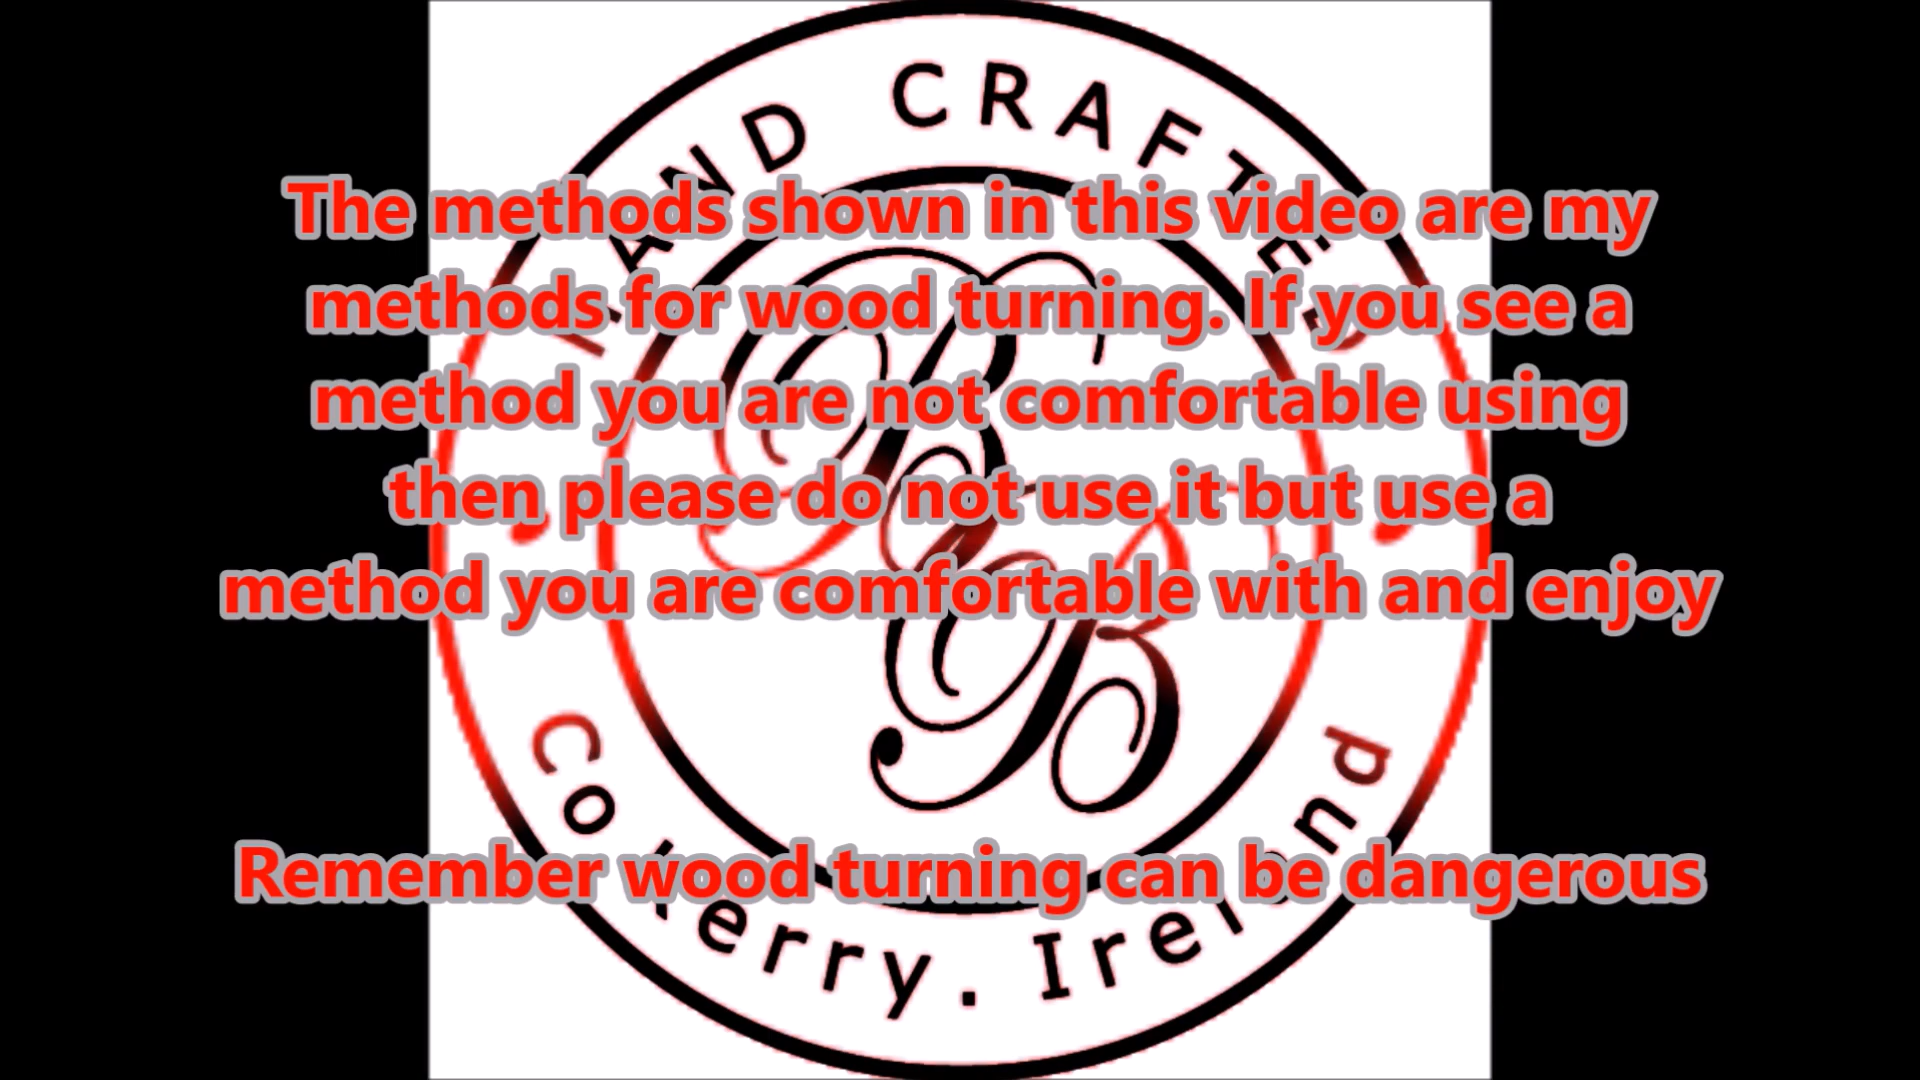 HAND CRAFTED
The methods shown in this video are my
methods for wood turning. If you see a
method you are not comfortable using
then please do not use it but use a
method you are comfortable with and enjoy
Remember wood turning can be dangerous
Co Kerry. Ireland